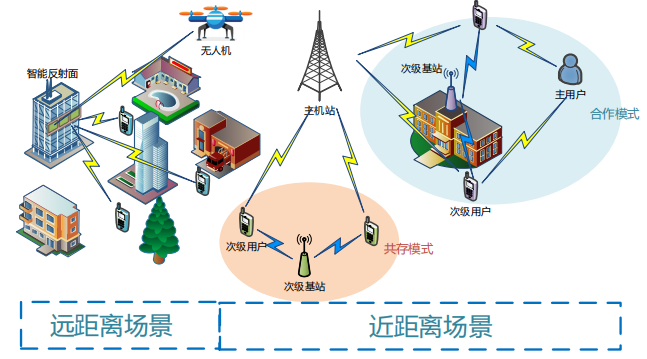 无人机
智能反射面
主机站
次级基站
主用户
合作模式
次级用户
次级用户
共存模式
次级基站
远距离场景
近距离场景